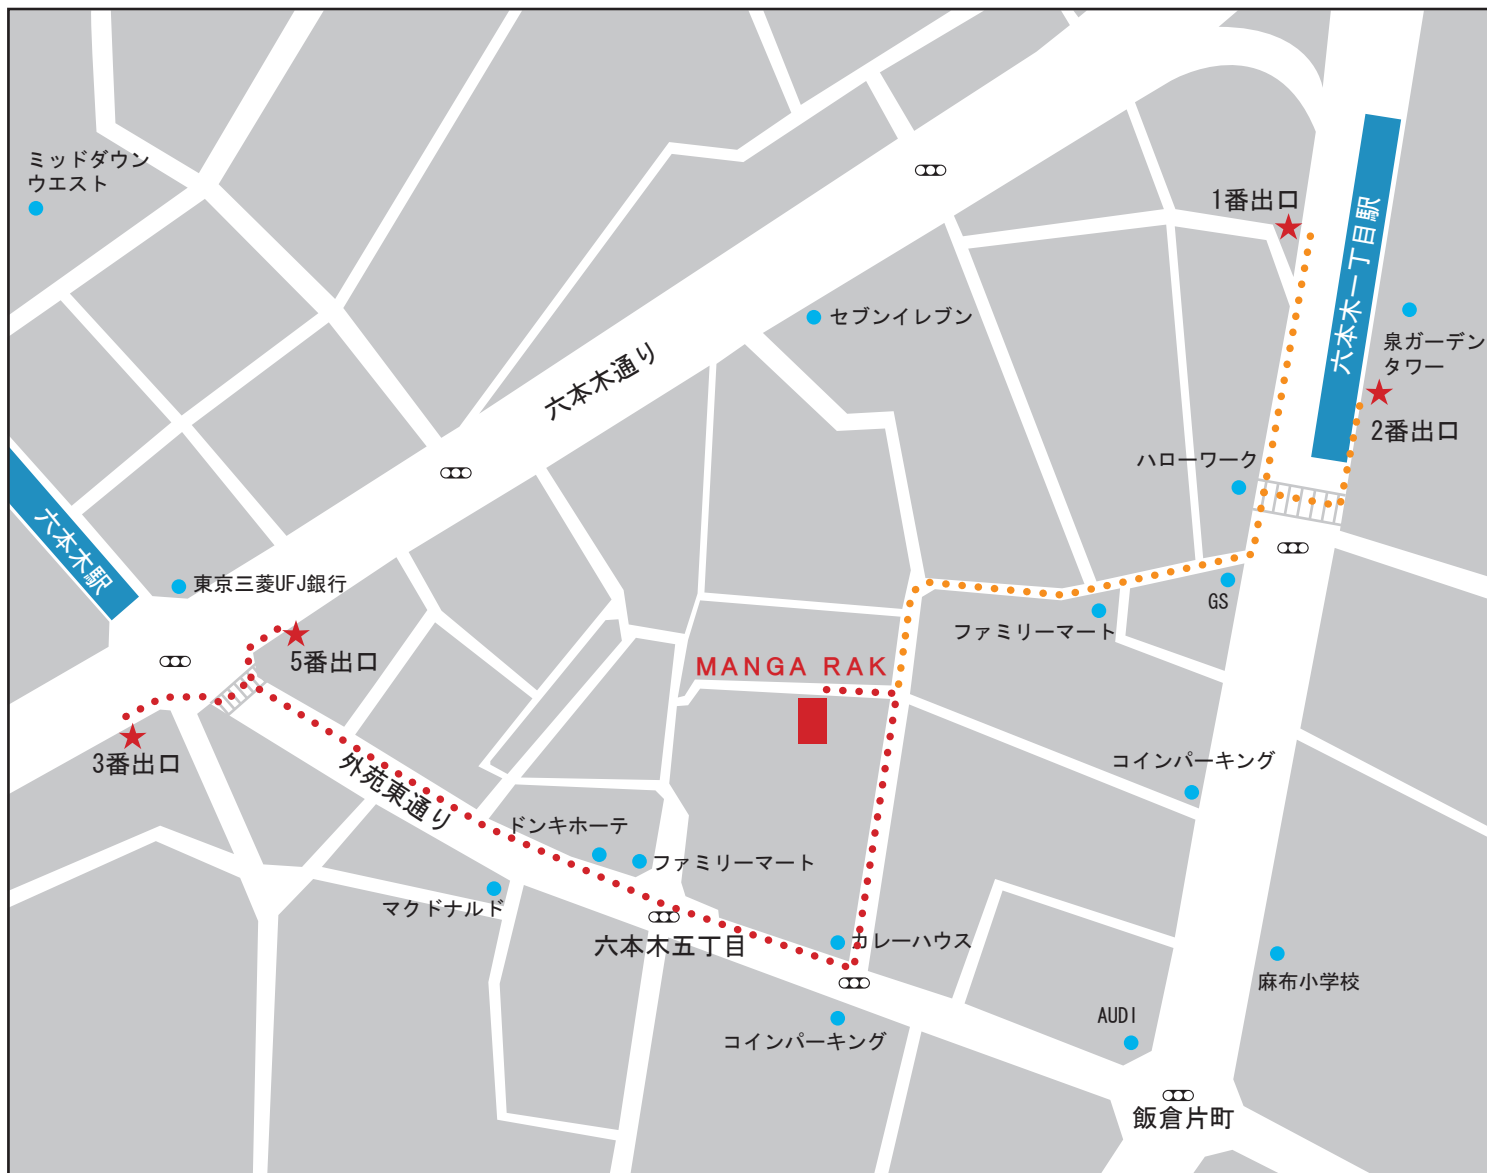 ミッドダウン
ウエスト
1番出口
六本木一丁目駅
セブンイレブン
泉ガーデン
タワー
六本木通り
2番出口
ハローワーク
六本木駅
東京三菱UFJ銀行
GS
ファミリーマート
5番出口
MANGA RAK
3番出口
外苑東通り
コインパーキング
ドンキホーテ
ファミリーマート
マクドナルド
六本木五丁目
カレーハウス
麻布小学校
AUDI
コインパーキング
飯倉片町